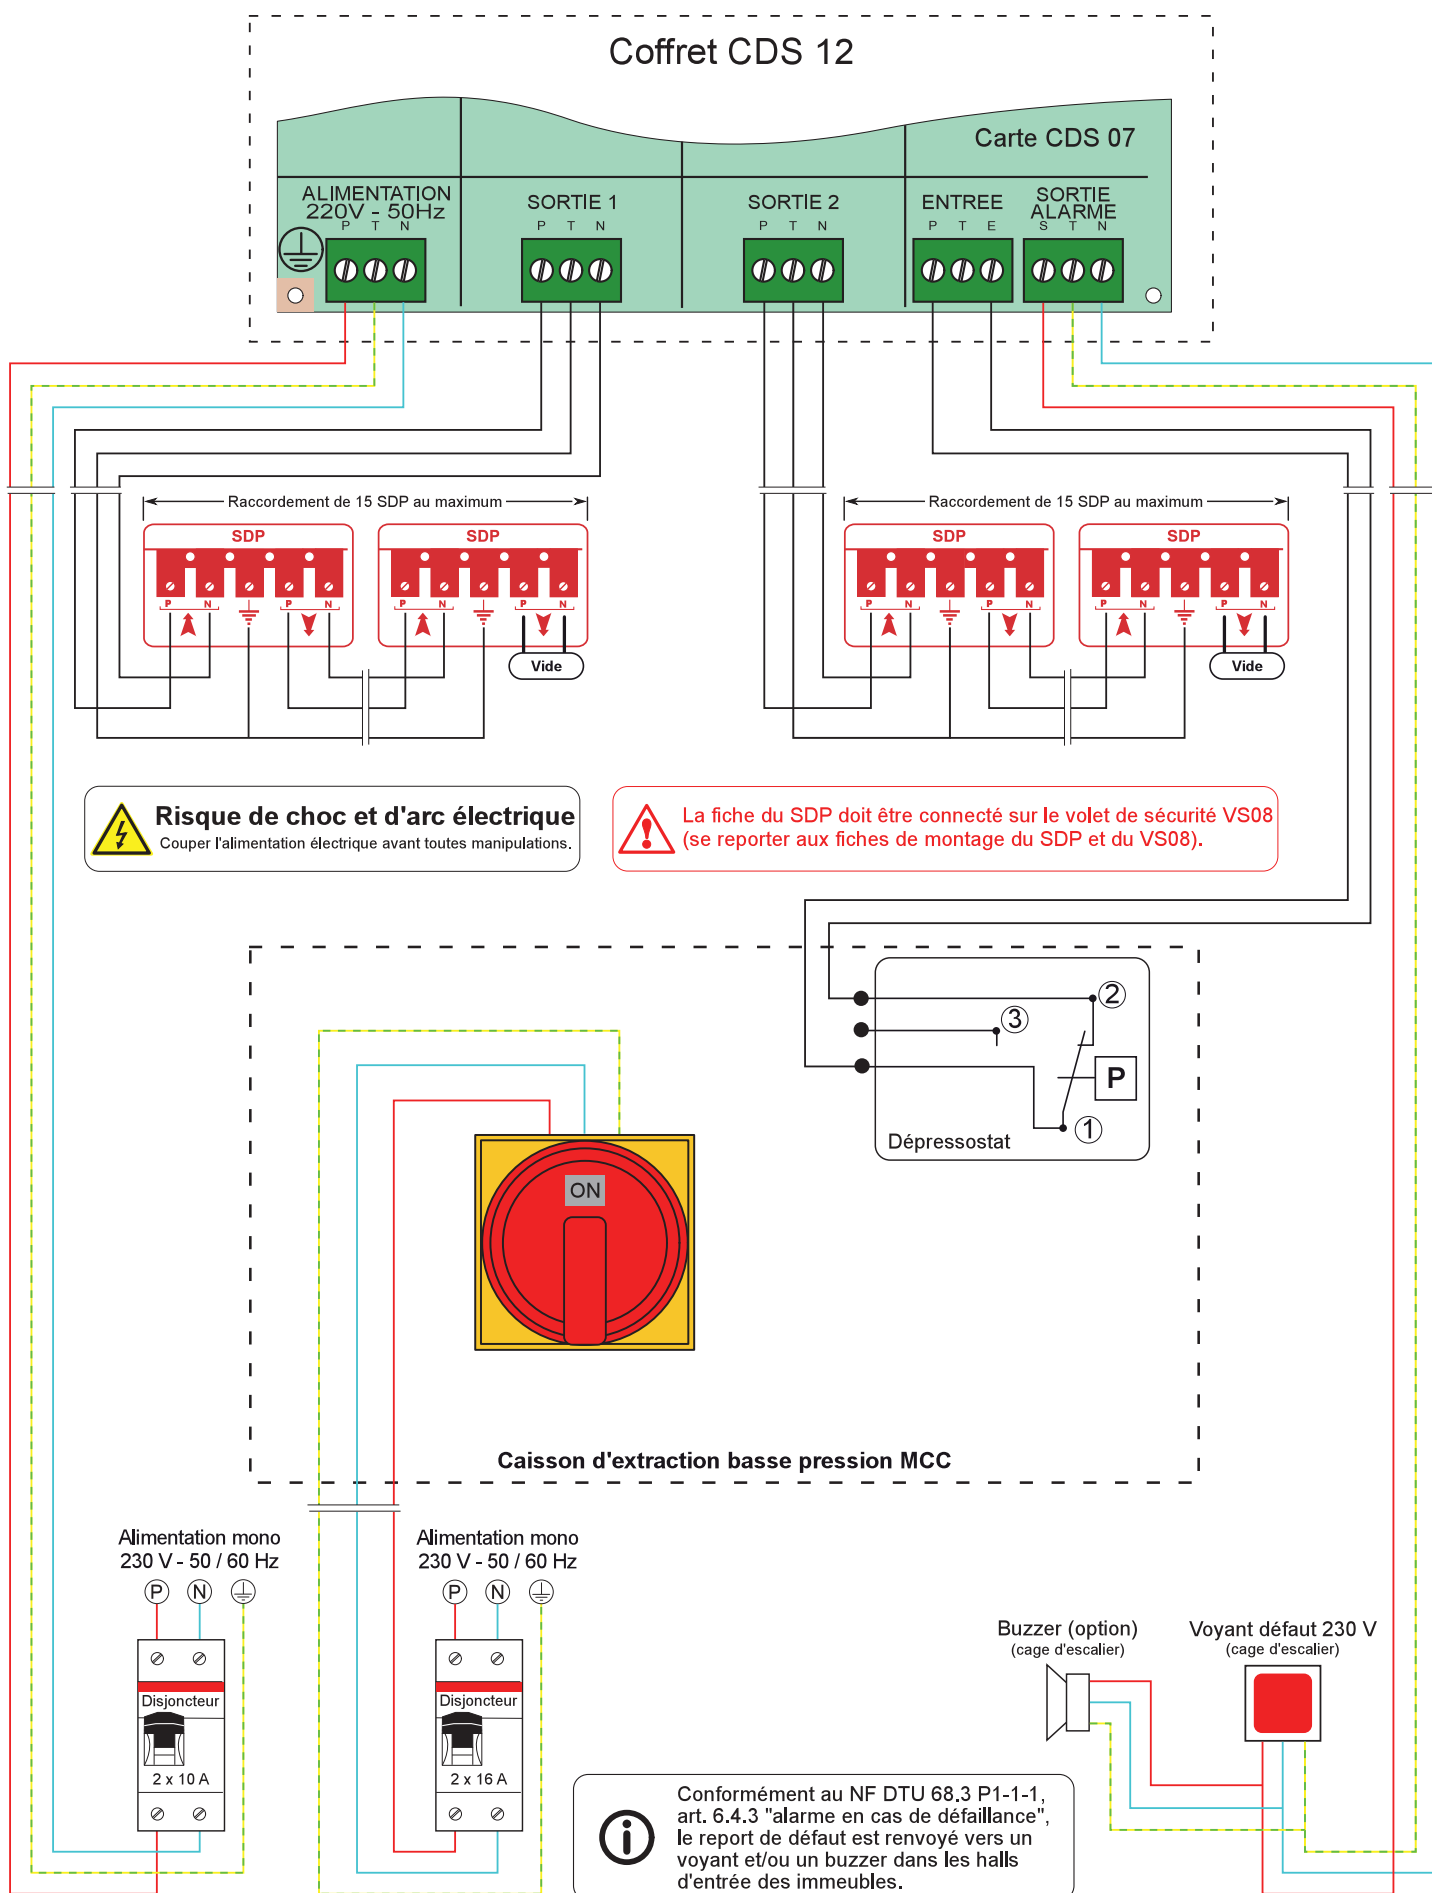 Coffret CDS 12
Carte CDS 07
ALIMENTATION
220V - 50Hz
P T N
SORTIE 1
P T N
SORTIE 2
P T N
ENTREE
P T E
SORTIE
ALARME
S T N
Raccordement de 15 SDP au maximum
SDP
P N P N
SDP
P N P N
Vide
Raccordement de 15 SDP au maximum
SDP
P N P N
SDP
P N P N
Vide
Risque de choc et d'arc électrique
Couper l'alimentation électrique avant toutes manipulations.
La fiche du SDP doit être connecté sur le volet de sécurité VS08
(se reporter aux fiches de montage du SDP et du VS08).
2
3
P
1
Dépressostat
ON
Caisson d'extraction basse pression MCC
Alimentation mono
230 V - 50 / 60 Hz
P N
Disjoncteur
2 x 10 A
Alimentation mono
230 V - 50 / 60 Hz
P N
Disjoncteur
2 x 16 A
Buzzer (option)
(cage d'escalier)
Voyant défaut 230 V
(cage d'escalier)
i
Conformément au NF DTU 68.3 P1-1-1,
art. 6.4.3 "alarme en cas de défaillance",
le report de défaut est renvoyé vers un
voyant et/ou un buzzer dans les halls
d'entrée des immeubles.